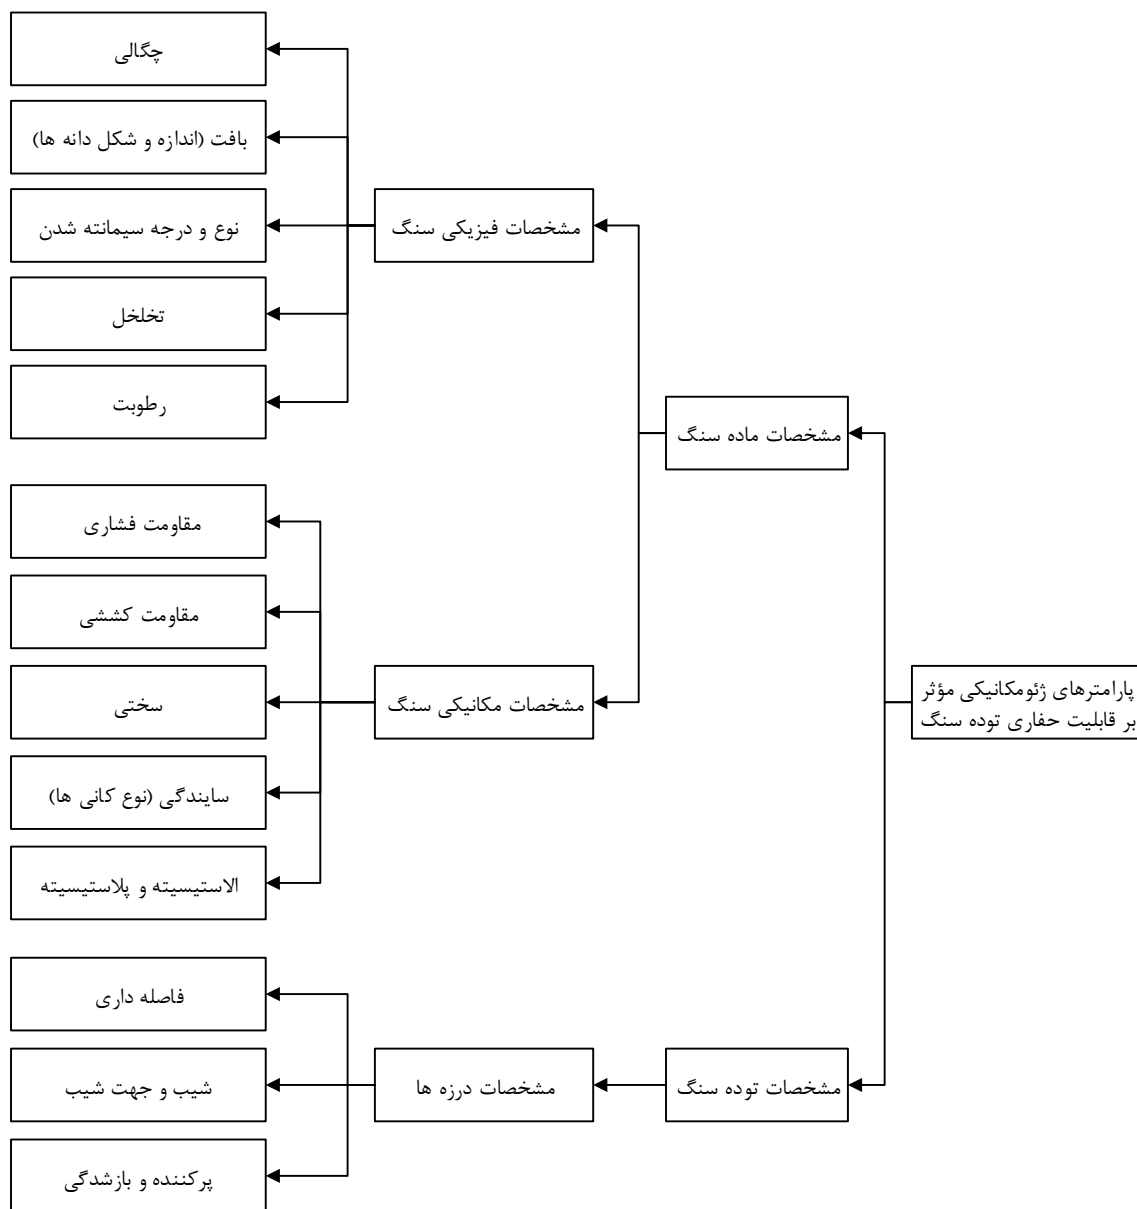 پارامترهای ژئومکانیکی مؤثر
بر قابلیت حفاری توده سنگ
مشخصات ماده سنگ
مشخصات فیزیکی سنگ
چگالی
بافت (اندازه و شکل دانه ها)
نوع و درجه سیمانته شدن
تخلخل
رطوبت
مشخصات مکانیکی سنگ
مقاومت فشاری
مقاومت کششی
سختی
سایندگی (نوع کانی ها)
الاستیسیته و پلاستیسیته
مشخصات توده سنگ
مشخصات درزه ها
فاصله داری
شیب و جهت شیب
پرکننده و بازشدگی